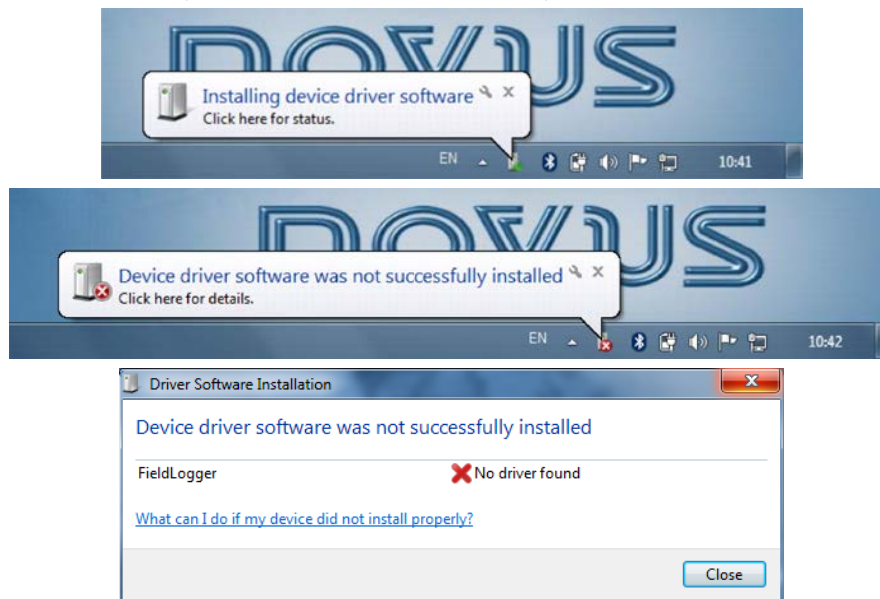 NOVUS
Installing device driver software
Click here for status.
EN
10:41
NOVUS
Device driver software was not successfully installed
Click here for details.
EN
10:42
Driver Software Installation
Device driver software was not successfully installed
FieldLogger No driver found
What can I do if my device did not install properly?
Close